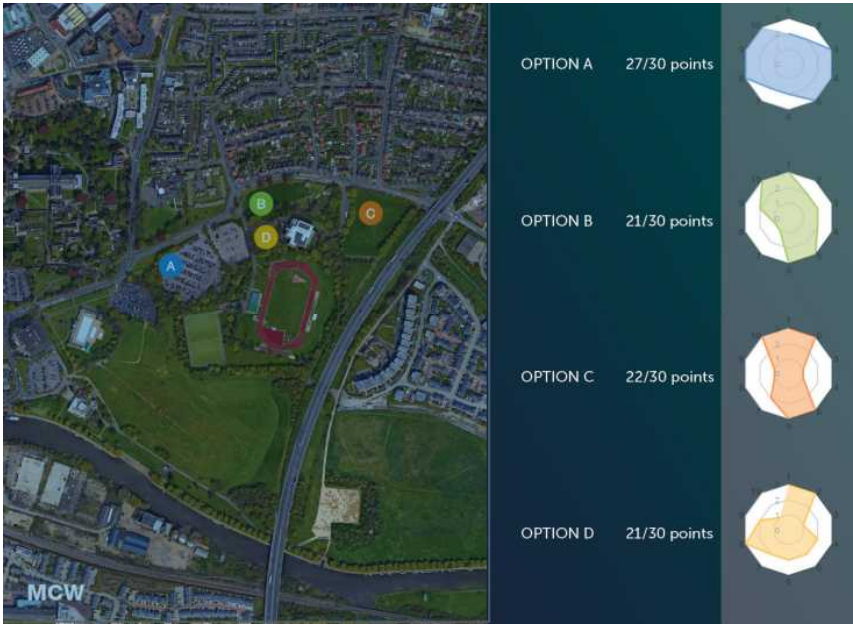 B
C
D
A
MCW
OPTION A 27/30 points
OPTION B 21/30 points
OPTION C 22/30 points
OPTION D 21/30 points